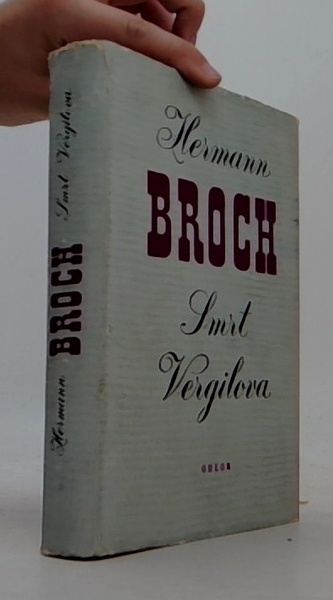 Hermann
BROCH
Smrt
Vergilova
ODEON
Hermann BROCH Smrt Vergilova